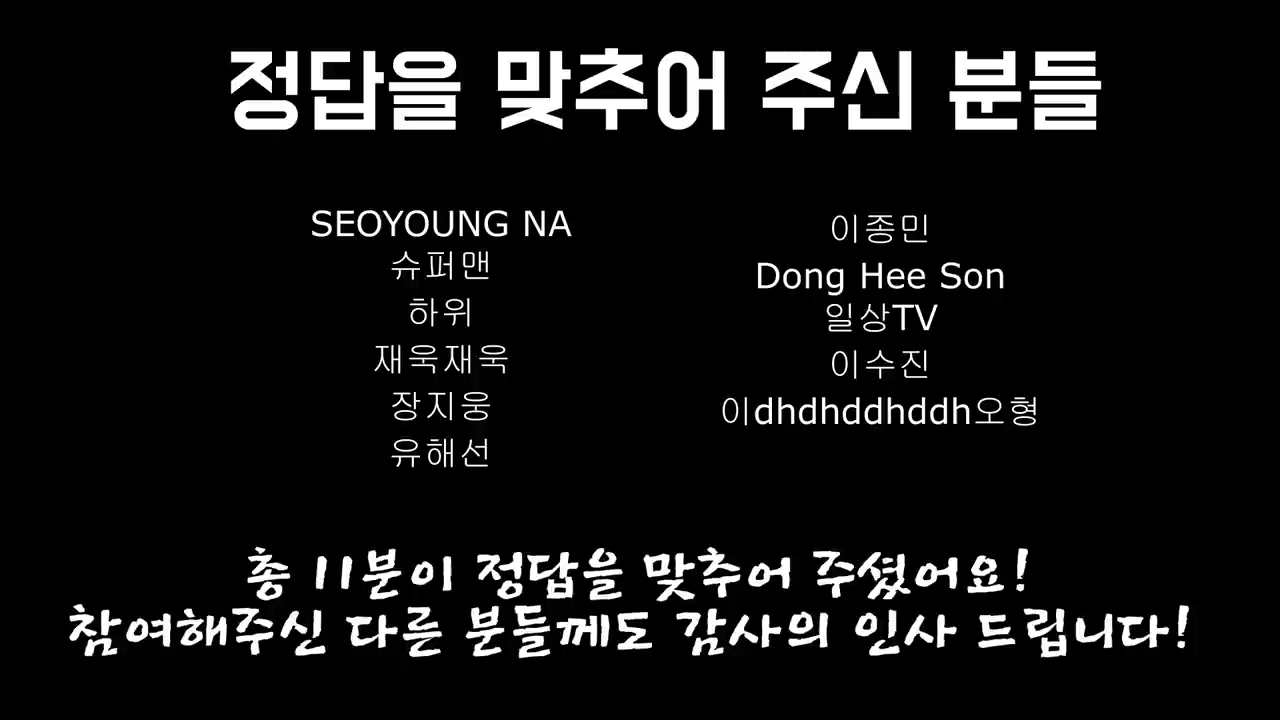 정답을 맞추어 주신 분들
SEOYOUNG NA
슈퍼맨
하위
재욱재욱
장지웅
유해선
이종민
Dong Hee Son
일상TV
이수진
이dhdhddhddh오형
총 11분이 정답을 맞추어 주셨어요!
참여해주신 다른 분들께도 감사의 인사 드립니다!